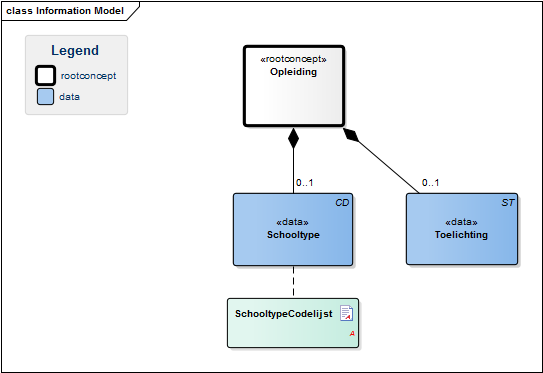 class Information Model
Legend
rootconcept
data
«rootconcept»
Opleiding
0..1
0..1
CD
«data»
Schooltype
ST
«data»
Toelichting
SchooltypeCodelijst
A
A